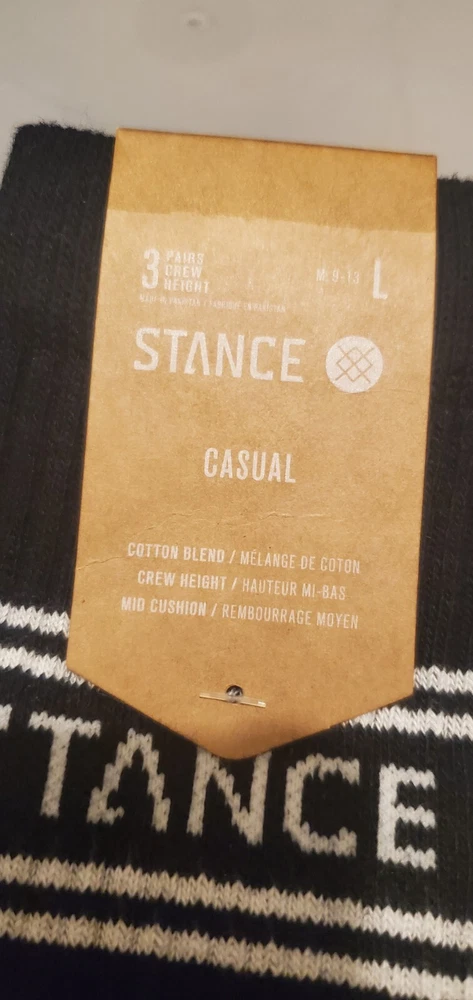 3 PAIRS
CREW
HEIGHT
M: 9-13 L
STANCE
CASUAL
COTTON BLEND / MÉLANGE DE COTON
CREW HEIGHT / HAUTEUR MI-BAS
MID CUSHION / REMBOURRAGE MOYEN
TANCE